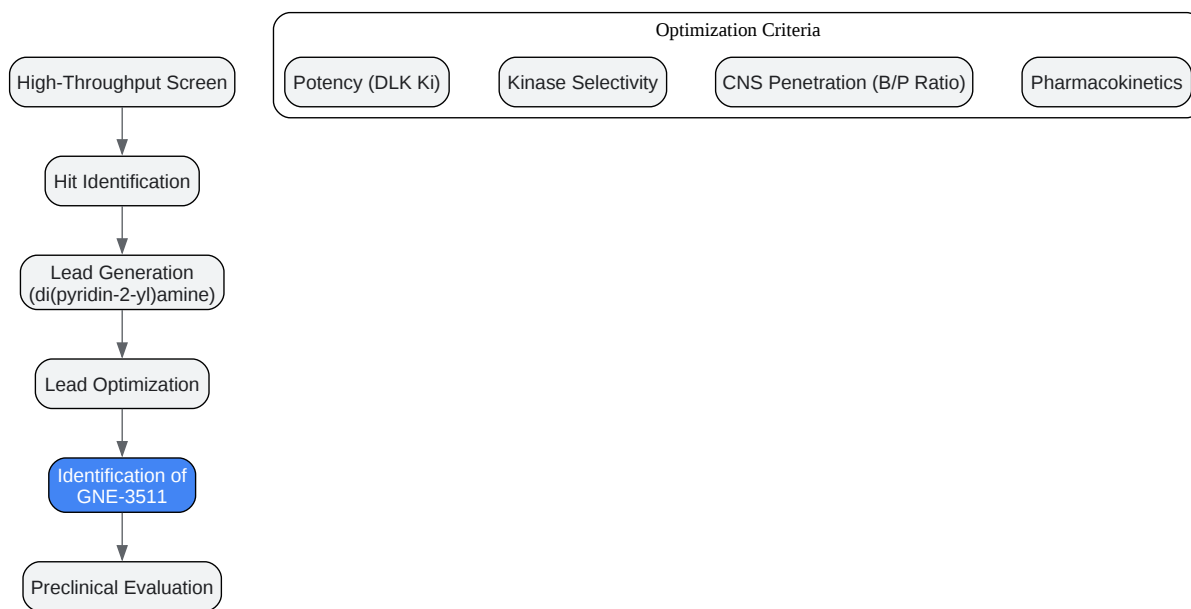 Optimization Criteria
High-Throughput Screen
Potency (DLK Ki)
Kinase Selectivity
CNS Penetration (B/P Ratio)
Pharmacokinetics
Hit Identification
Lead Generation
(di(pyridin-2-yl)amine)
Lead Optimization
Identification of
GNE-3511
Preclinical Evaluation